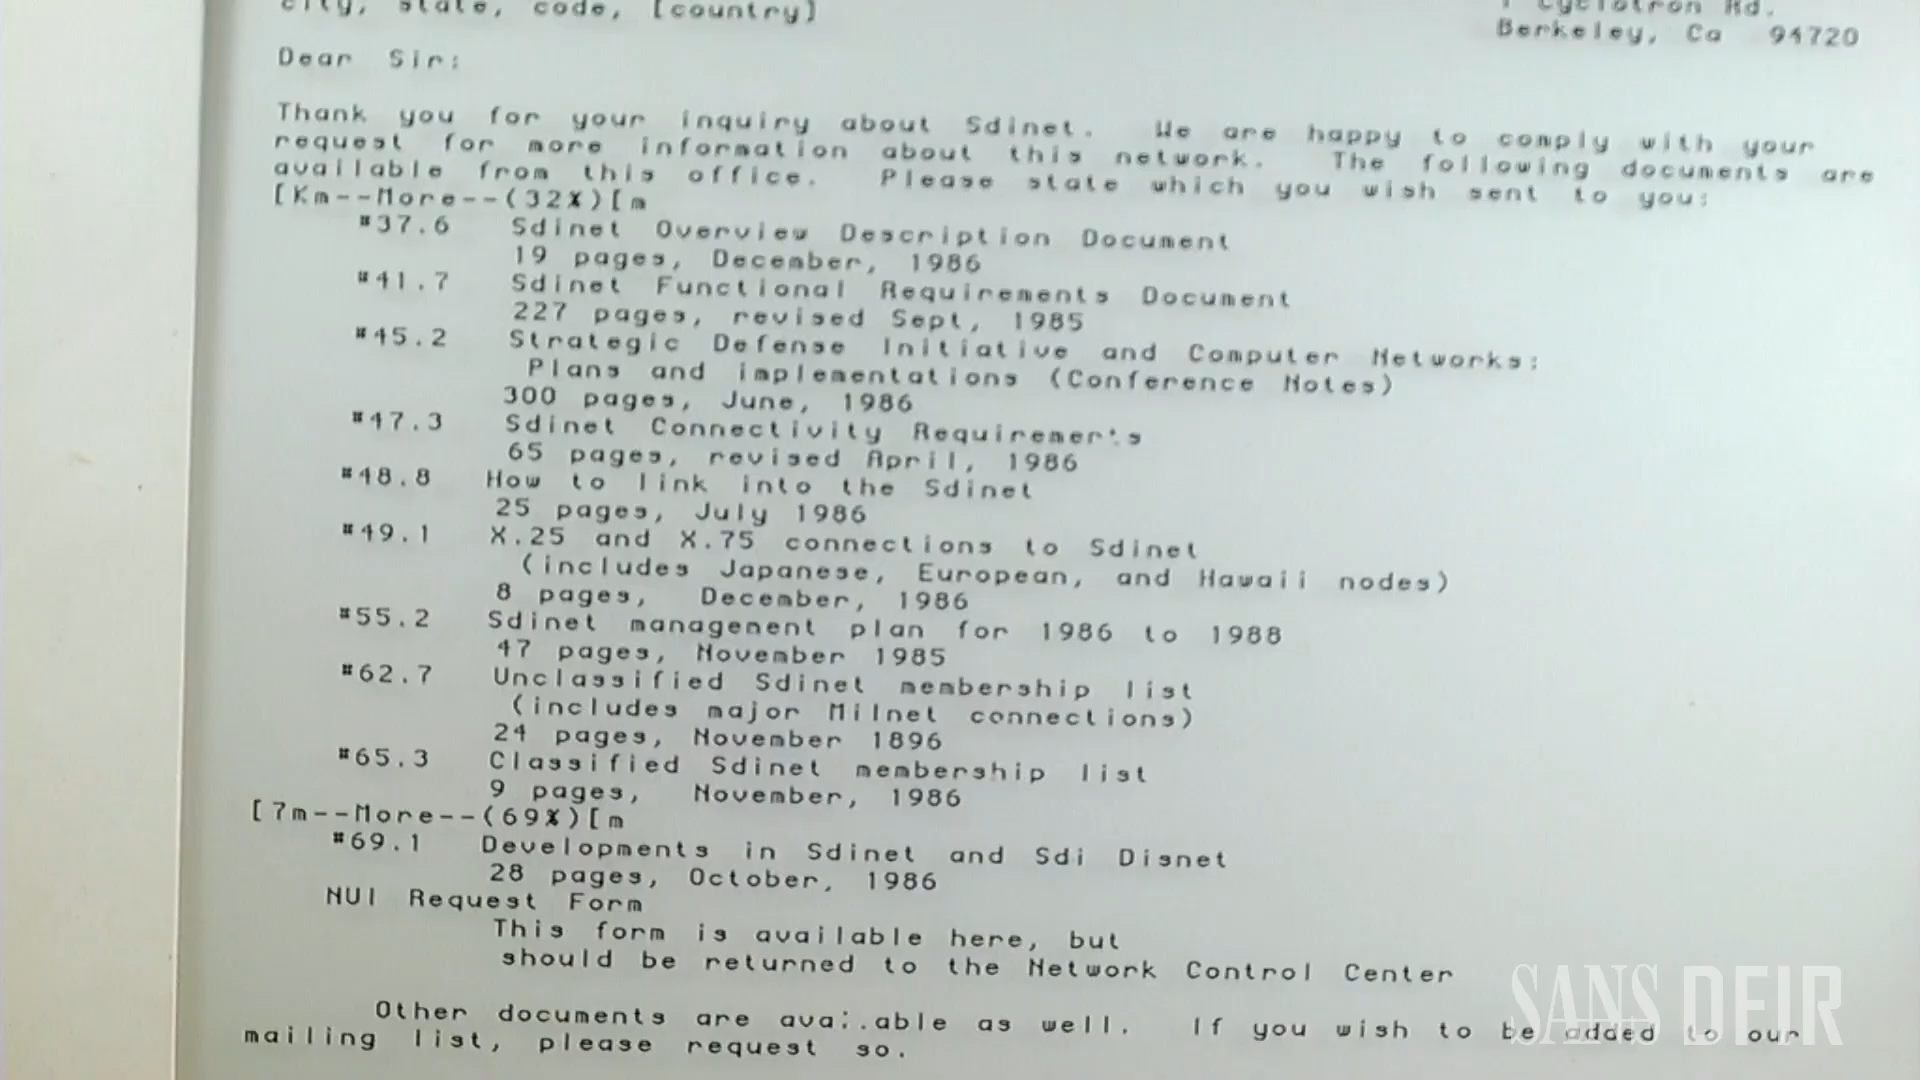 city, state, code, [country]
1 Cyclotron Rd.
Berkeley, Ca 94720
Dear Sir:
Thank you for your inquiry about Sdinet. We are happy to comply with your
request for more information about this network. The following documents are
available from this office. Please state which you wish sent to you:
[Km--More--(32%)[m
#37.6 Sdinet Overview Description Document
19 pages, December, 1986
#41.7 Sdinet Functional Requirements Document
227 pages, revised Sept, 1985
#45.2 Strategic Defense Initiative and Computer Networks:
Plans and implementations (Conference Notes)
300 pages, June, 1986
#47.3 Sdinet Connectivity Requirements
65 pages, revised April, 1986
#48.8 How to link into the Sdinet
25 pages, July 1986
#49.1 X.25 and X.75 connections to Sdinet
(includes Japanese, European, and Hawaii nodes)
8 pages, December, 1986
#55.2 Sdinet management plan for 1986 to 1988
47 pages, November 1985
#62.7 Unclassified Sdinet membership list
(includes major Milnet connections)
24 pages, November 1896
#65.3 Classified Sdinet membership list
9 pages, November, 1986
[7m--More--(69%)[m
#69.1 Developments in Sdinet and Sdi Disnet
28 pages, October, 1986
NUI Request Form
This form is available here, but
should be returned to the Network Control Center
Other documents are available as well. If you wish to be added to our
mailing list, please request so.
SANS DFIR